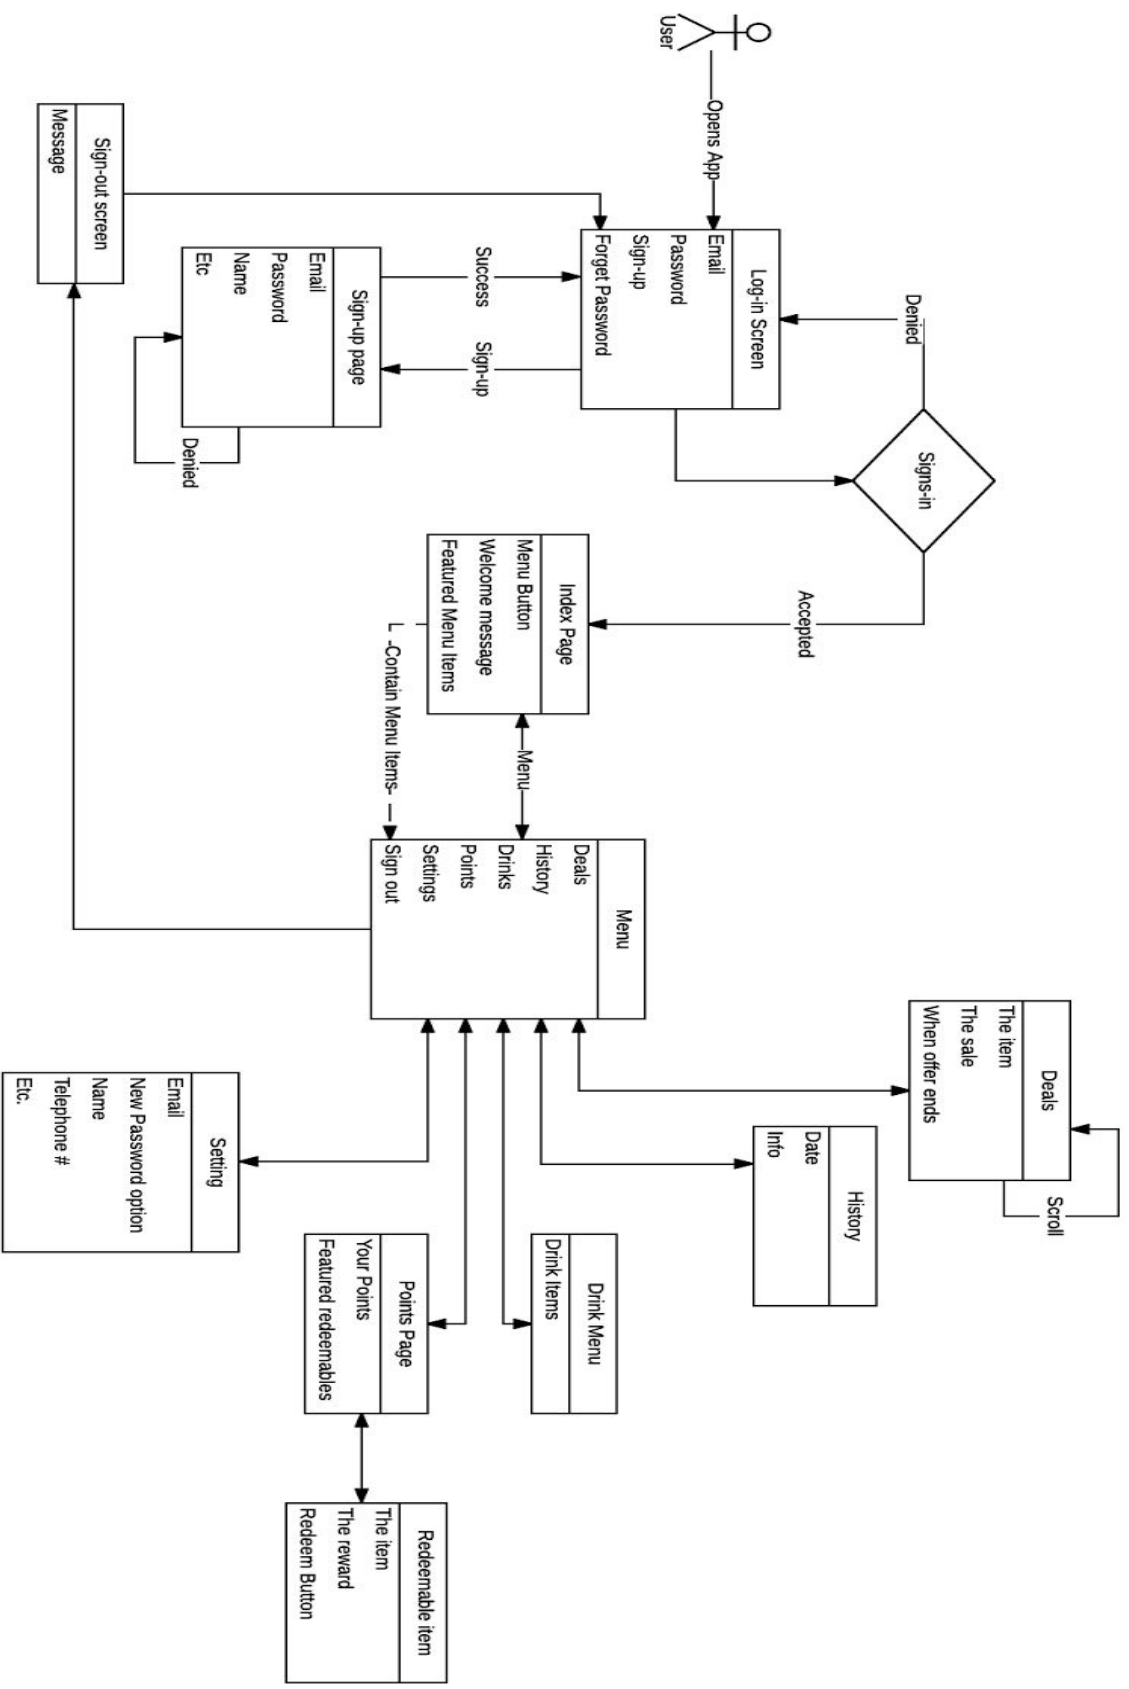 User
Opens App
Log-in Screen
Email
Password
Sign-up
Forget Password
Denied
Signs-in
Accepted
Success
Sign-up
Sign-up page
Email
Password
Name
Etc
Denied
Sign-out screen
Message
Index Page
Menu Button
Welcome message
Featured Menu Items
Menu
-Contain Menu Items-
Menu
Deals
History
Drinks
Points
Settings
Sign out
Deals
The item
The sale
When offer ends
Scroll
History
Date
Info
Drink Menu
Drink Items
Points Page
Your Points
Featured redeemables
Redeemable item
The item
The reward
Redeem Button
Setting
Email
New Password option
Name
Telephone #
Etc.